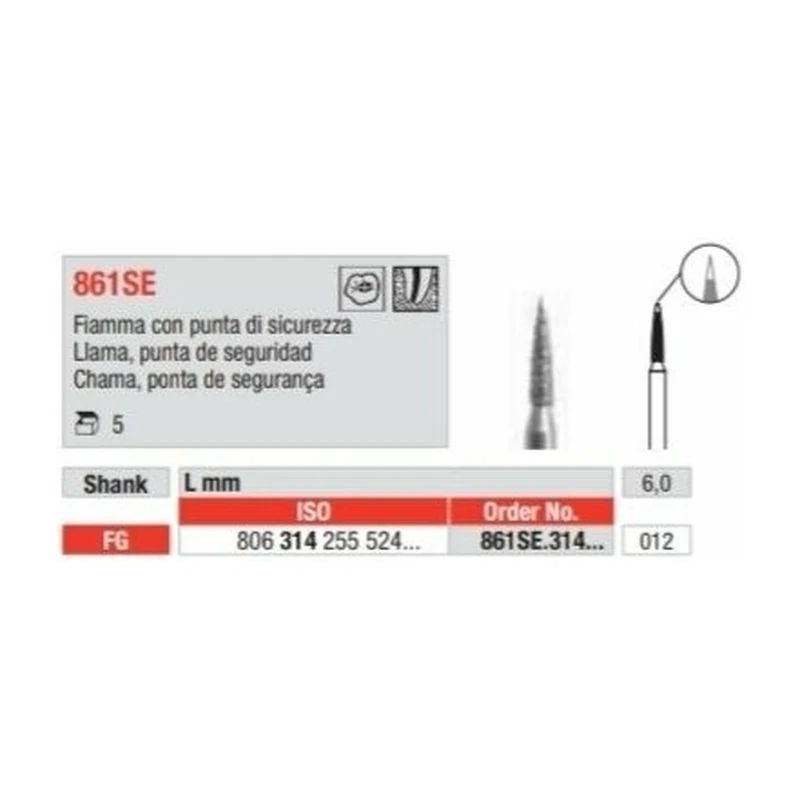 861SE
Fiamma con punta di sicurezza
Llama, punta de seguridad
Chama, ponta de segurança
5
Shank L mm 6,0
ISO Order No.
FG 806 314 255 524... 861SE.314... 012